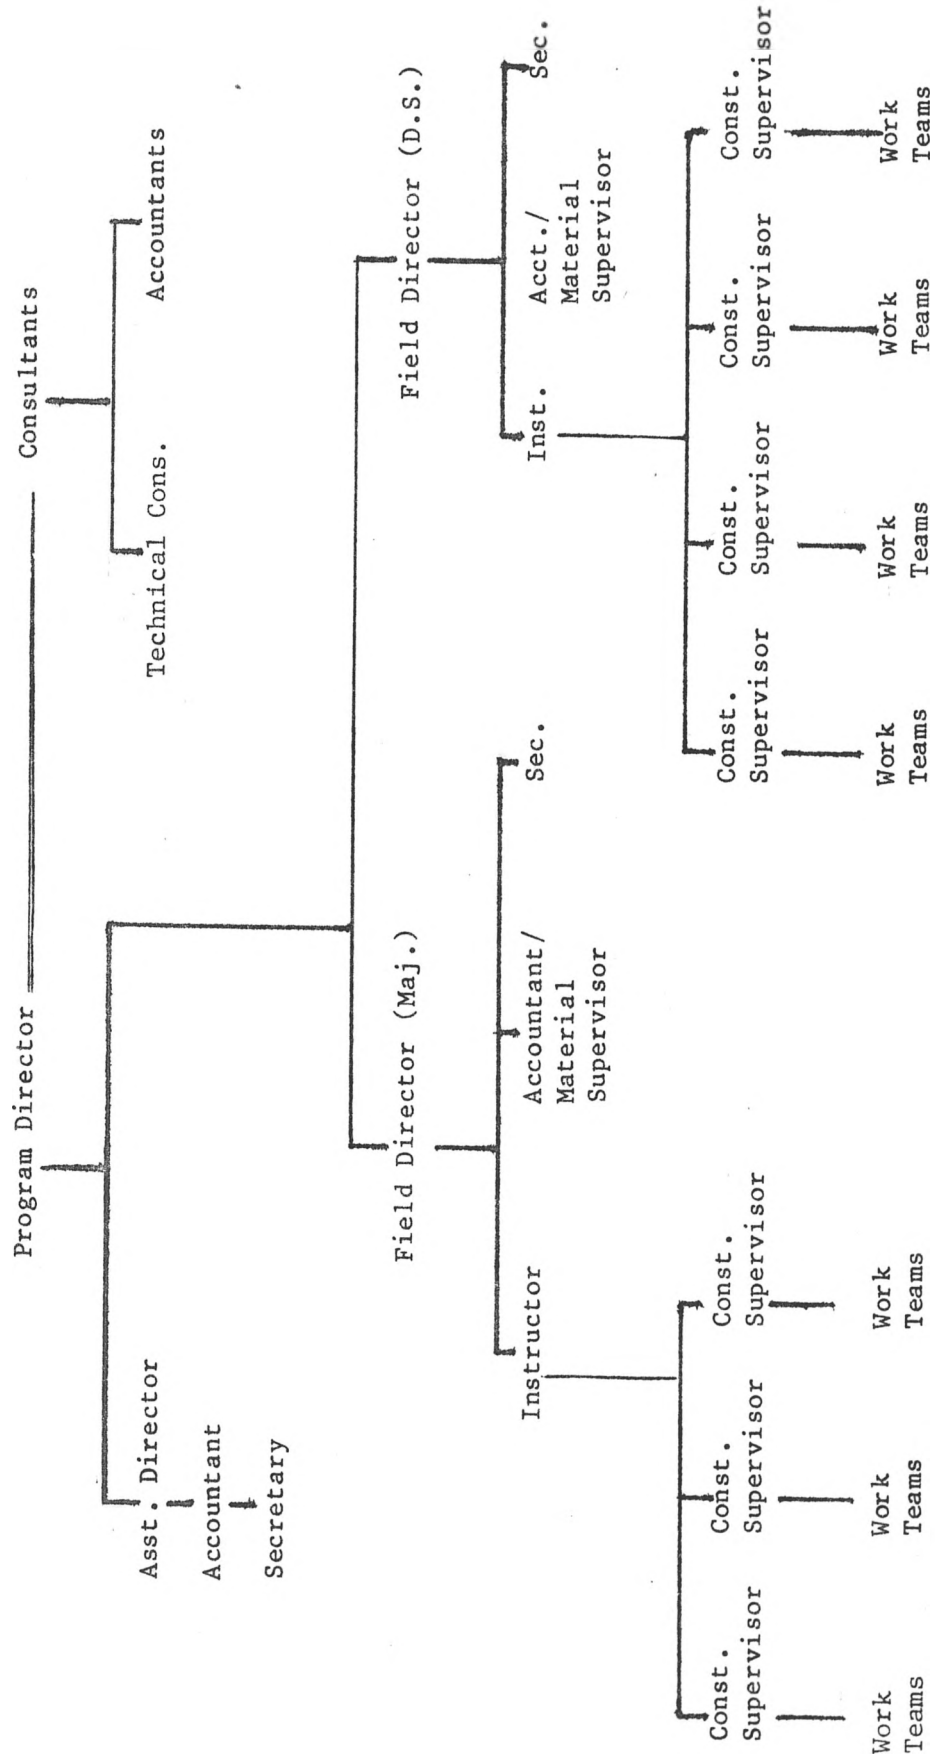 Program Director
Consultants
Technical Cons.
Accountants
Asst. Director
Accountant
Secretary
Field Director (Maj.)
Field Director (D.S.)
Instructor
Accountant/
Material
Supervisor
Sec.
Inst.
Acct./
Material
Supervisor
Sec.
Const.
Supervisor
Const.
Supervisor
Const.
Supervisor
Const.
Supervisor
Const.
Supervisor
Const.
Supervisor
Const.
Supervisor
Work
Teams
Work
Teams
Work
Teams
Work
Teams
Work
Teams
Work
Teams
Work
Teams